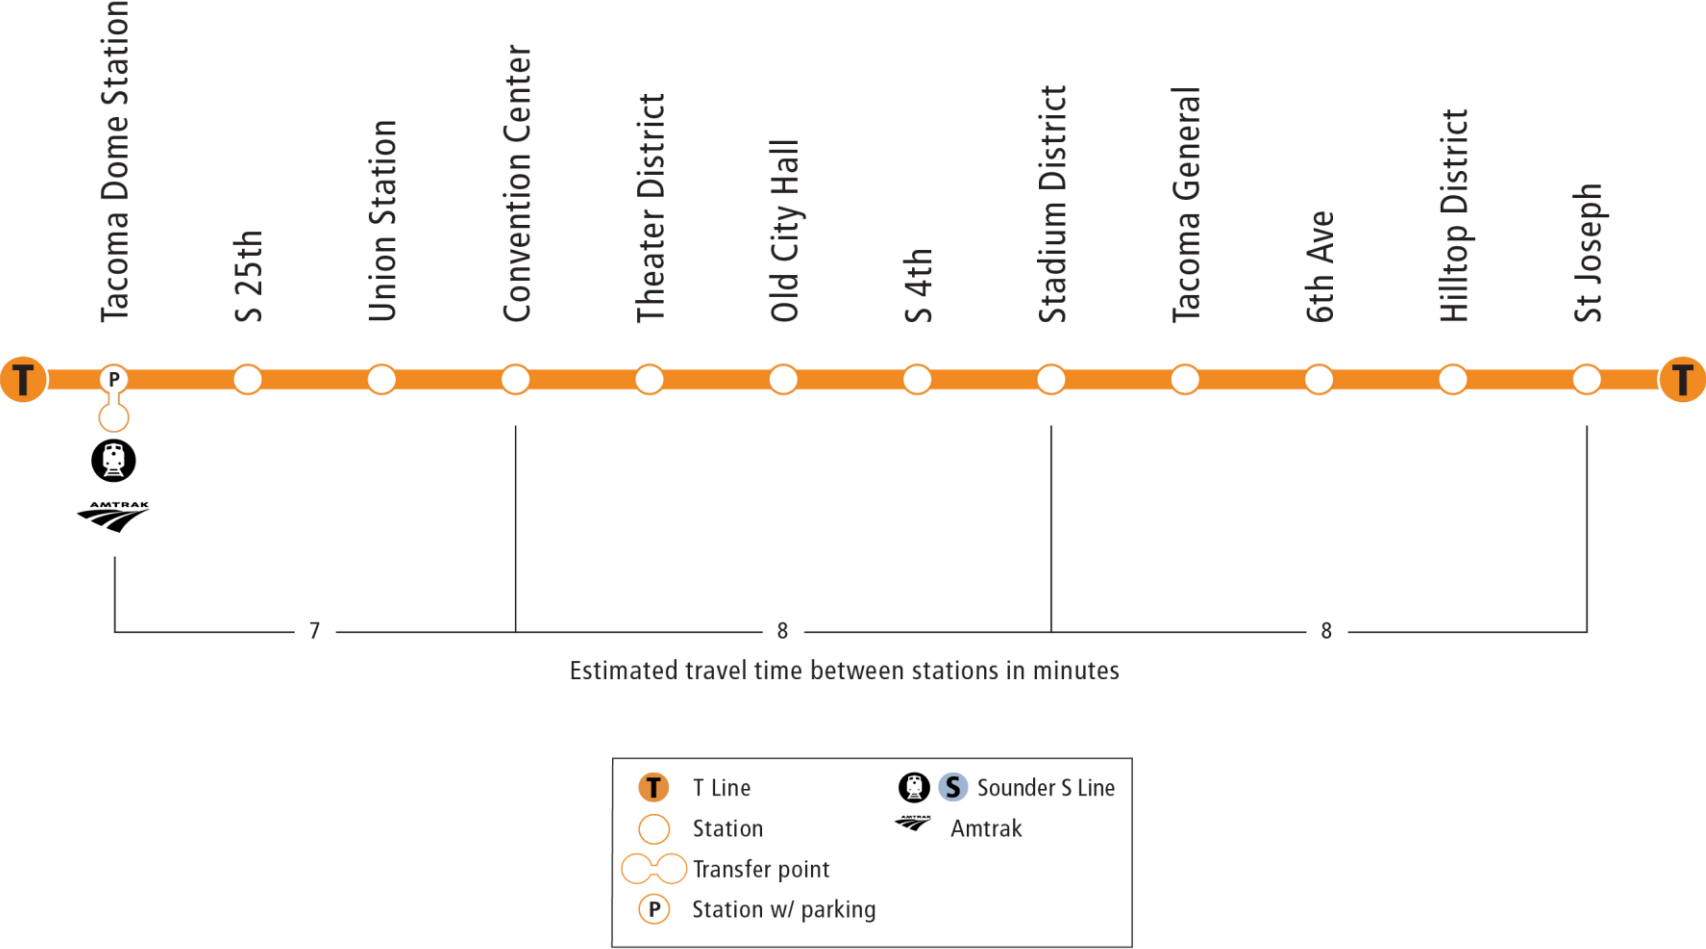 Tacoma Dome Station
S 25th
Union Station
Convention Center
Theater District
Old City Hall
S 4th
Stadium District
Tacoma General
6th Ave
Hilltop District
St Joseph
T
P
T
AMTRAK
7
8
8
Estimated travel time between stations in minutes
T T Line
Station
Transfer point
P Station w/ parking
S Sounder S Line
AMTRAK Amtrak